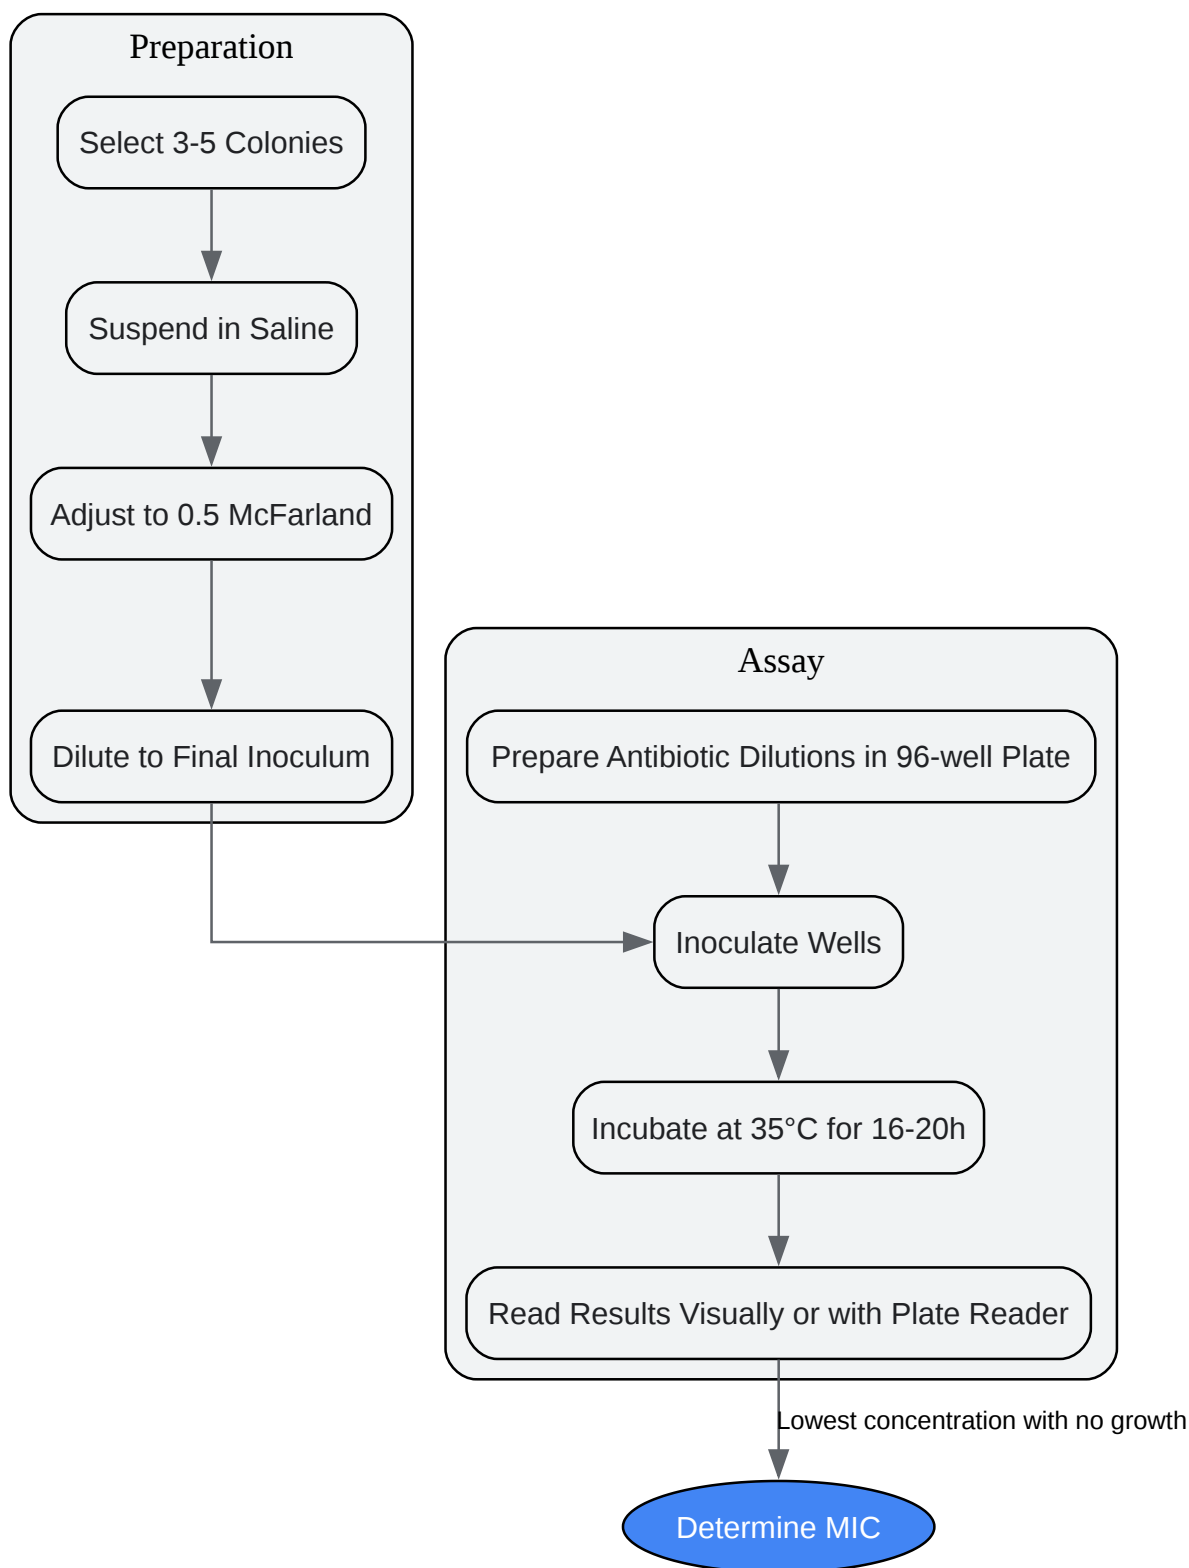 Preparation
Select 3-5 Colonies
Suspend in Saline
Adjust to 0.5 McFarland
Dilute to Final Inoculum
Assay
Prepare Antibiotic Dilutions in 96-well Plate
Inoculate Wells
Incubate at 35°C for 16-20h
Read Results Visually or with Plate Reader
Lowest concentration with no growth
Determine MIC